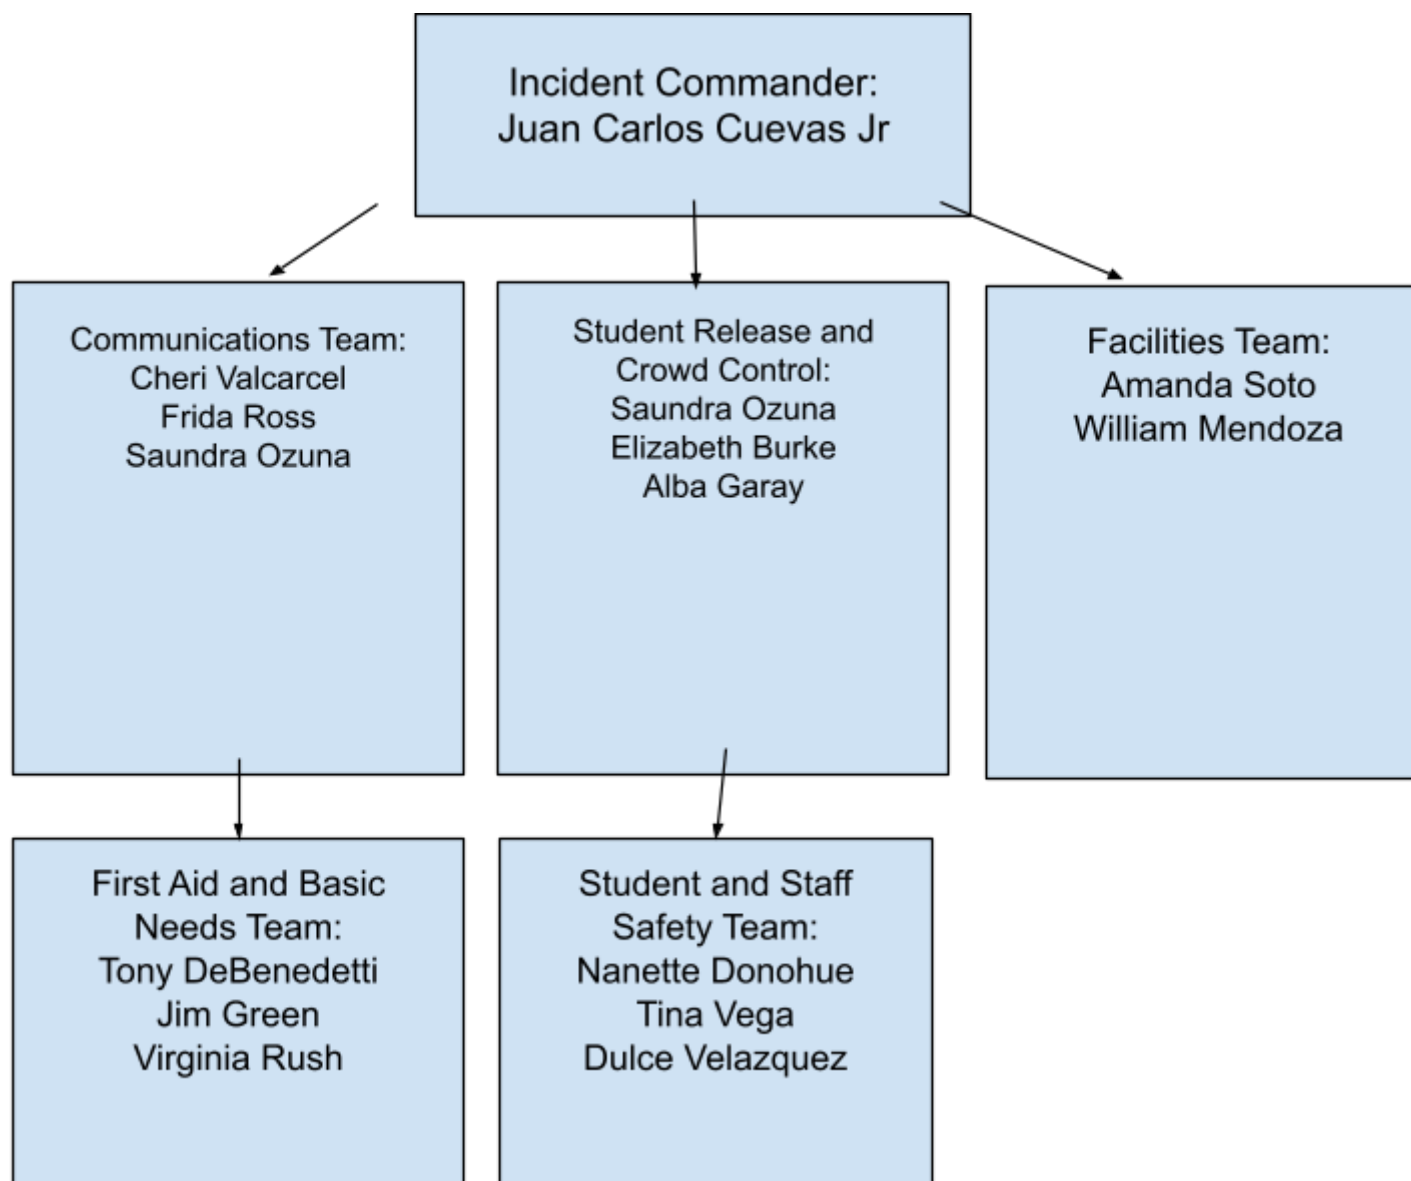 Incident Commander:
Juan Carlos Cuevas Jr
Communications Team:
Cheri Valcarcel
Frida Ross
Saundra Ozuna
Student Release and
Crowd Control:
Saundra Ozuna
Elizabeth Burke
Alba Garay
Facilities Team:
Amanda Soto
William Mendoza
First Aid and Basic
Needs Team:
Tony DeBenedetti
Jim Green
Virginia Rush
Student and Staff
Safety Team:
Nanette Donohue
Tina Vega
Dulce Velazquez